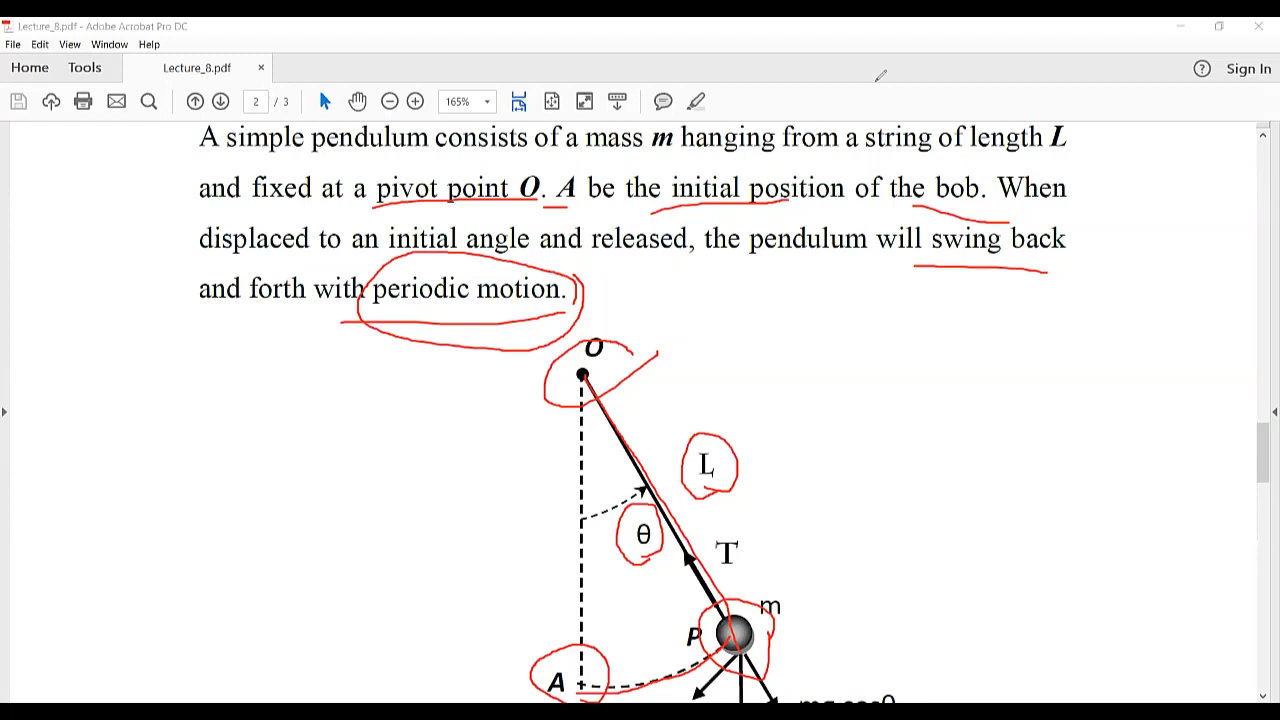 Lecture_8.pdf - Adobe Acrobat Pro DC
File Edit View Window Help
Home Tools Lecture_8.pdf × Sign In
2 / 3 165%
A simple pendulum consists of a mass m hanging from a string of length L
and fixed at a pivot point O. A be the initial position of the bob. When
displaced to an initial angle and released, the pendulum will swing back
and forth with periodic motion.
O
L
θ
T
m
P
A
mg cosθ